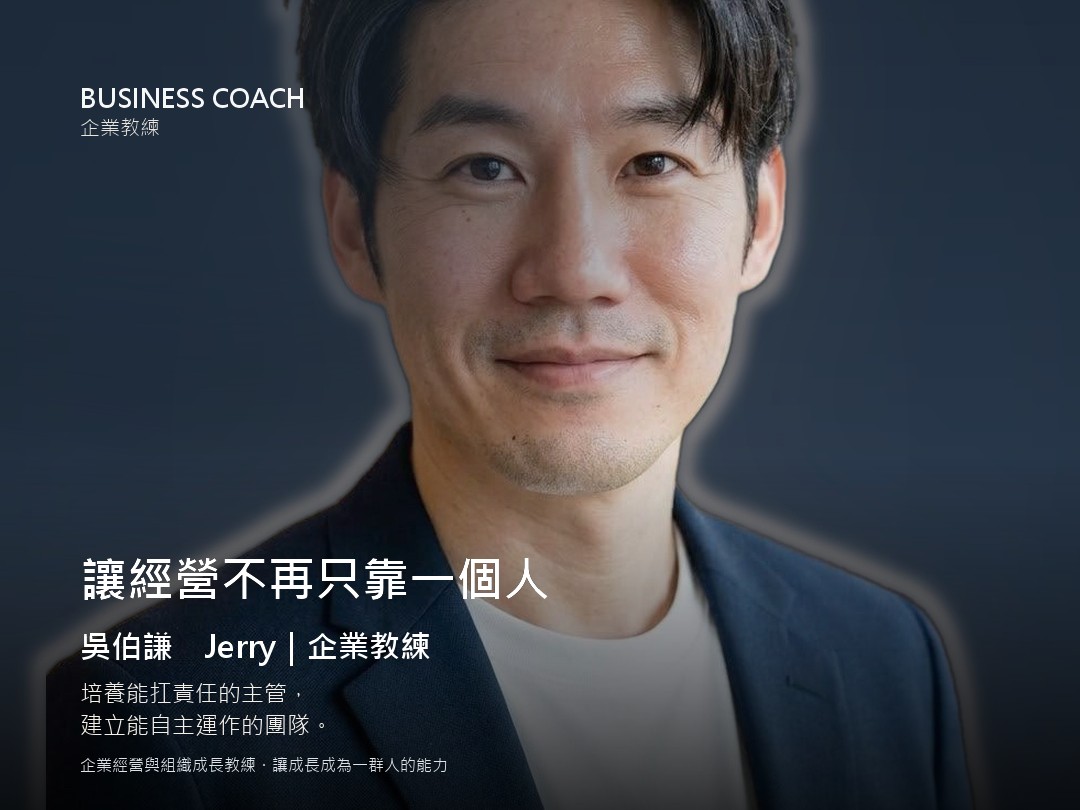 BUSINESS COACH
企業教練
讓經營不再只靠一個人
吳伯謙　Jerry | 企業教練
培養能扛責任的主管，
建立能自主運作的團隊。
企業經營與組織成長教練・讓成長成為一群人的能力